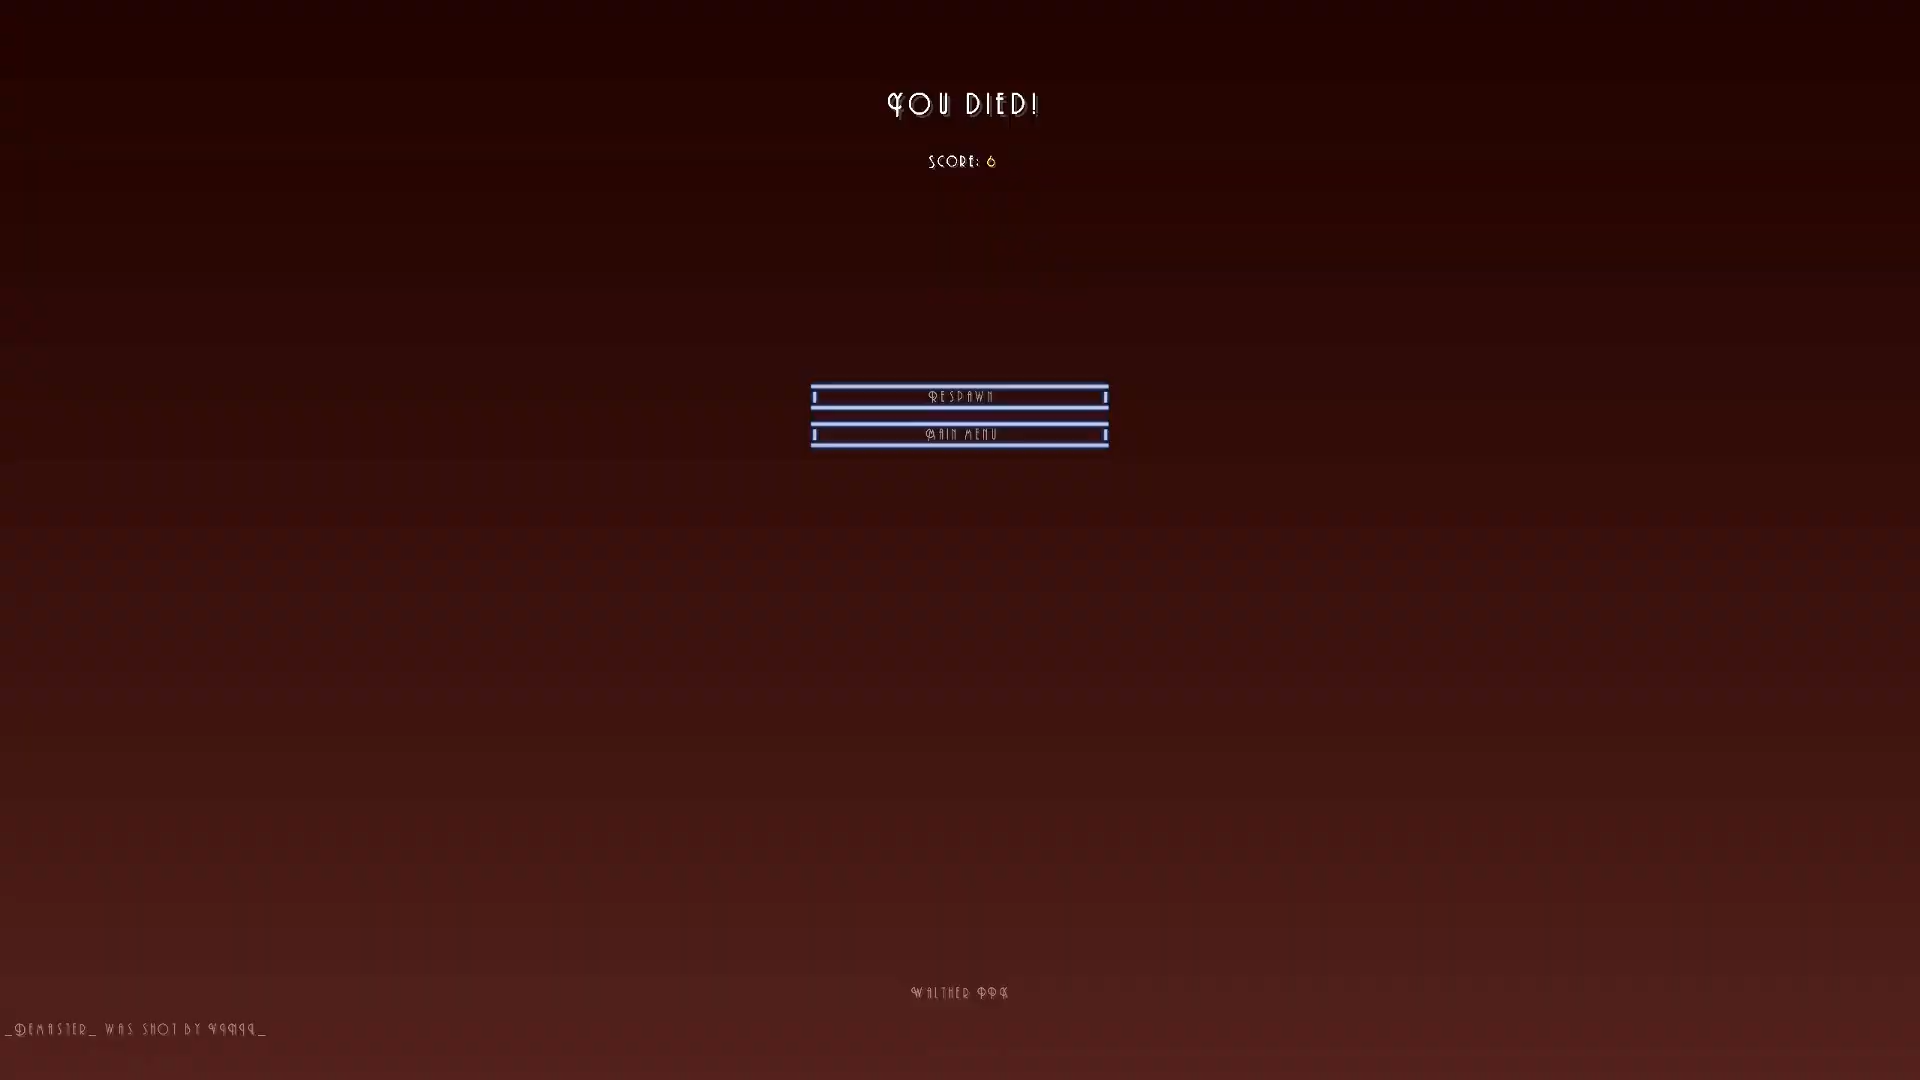 You died!
Score: 6
Respawn
Main menu
Walther PPK
_Demaster_ was shot by